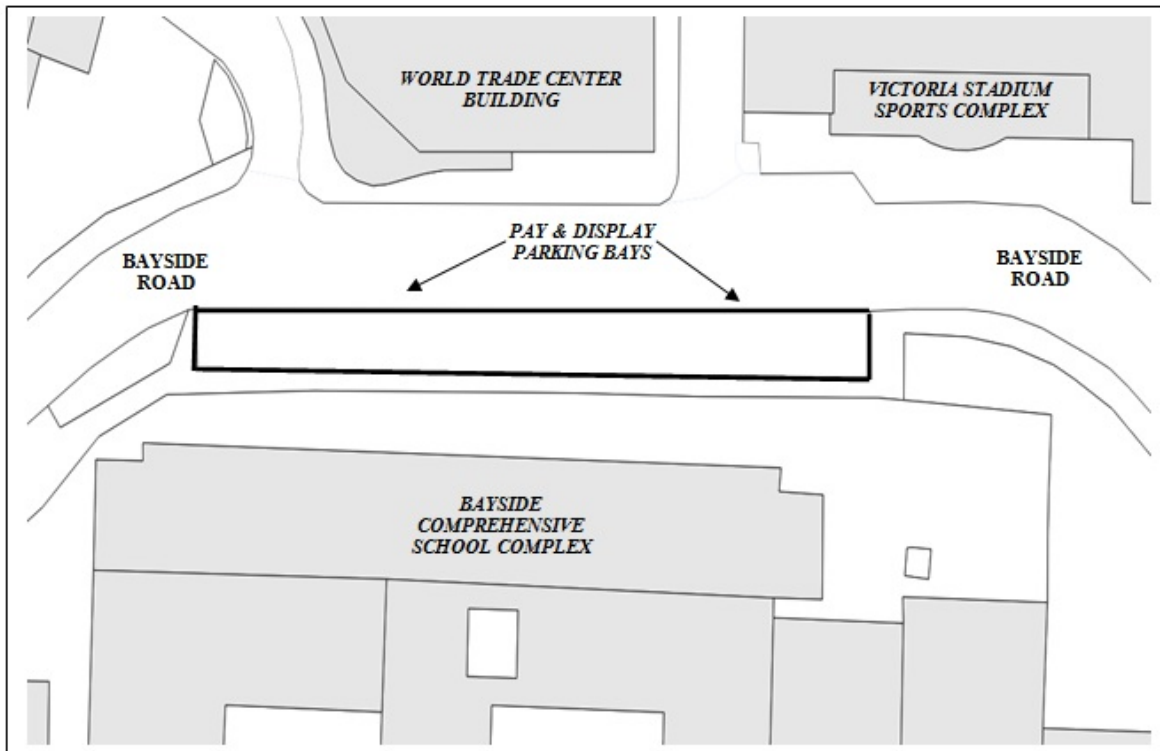 WORLD TRADE CENTER
BUILDING
VICTORIA STADIUM
SPORTS COMPLEX
PAY & DISPLAY
PARKING BAYS
BAYSIDE
ROAD
BAYSIDE
ROAD
BAYSIDE
COMPREHENSIVE
SCHOOL COMPLEX